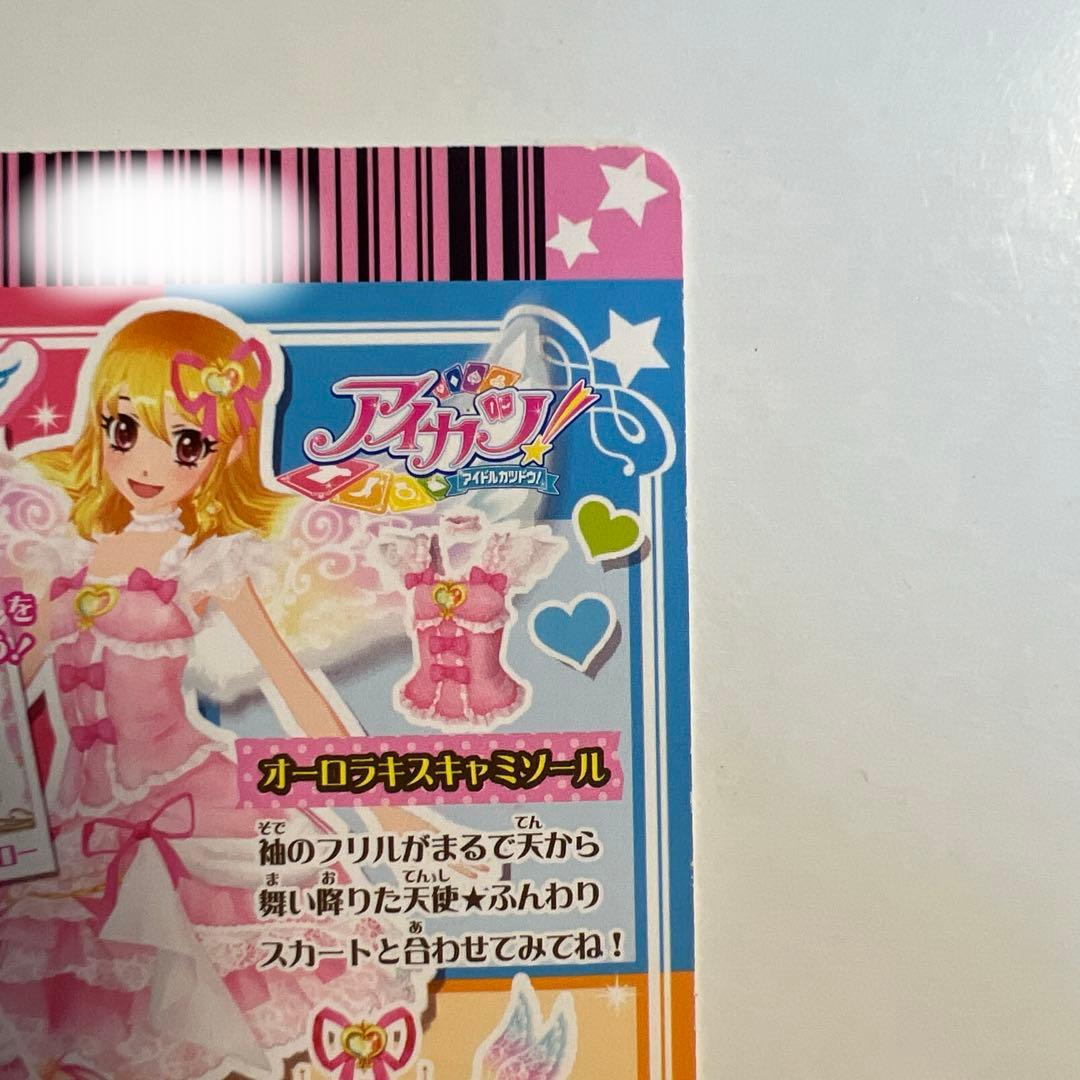 アイカツ!
アイドルカツドウ!
を
!
オーロラキスキャミソール
袖のフリルがまるで天から
舞い降りた天使★ふんわり
スカートと合わせてみてね!
ロー